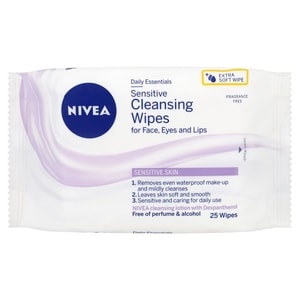 Daily Essentials
Sensitive
Cleansing
Wipes
for Face, Eyes and Lips
NIVEA
EXTRA
SOFT WIPE
FRAGRANCE
FREE
SENSITIVE SKIN
1. Removes even waterproof make-up
and mildly cleanses
2. Leaves skin soft and smooth
3. Sensitive and caring for daily use
NIVEA cleansing lotion with Dexpanthenol
Free of perfume & alcohol
25 Wipes